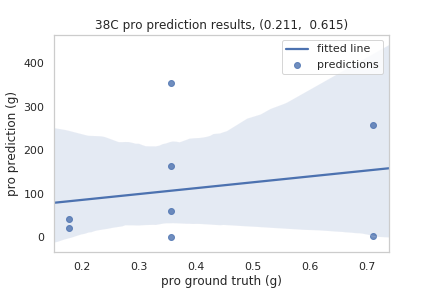 38C pro prediction results, (0.211,  0.615)
fitted line
predictions
pro prediction (g)
400
300
200
100
0
0.2 0.3 0.4 0.5 0.6 0.7
pro ground truth (g)